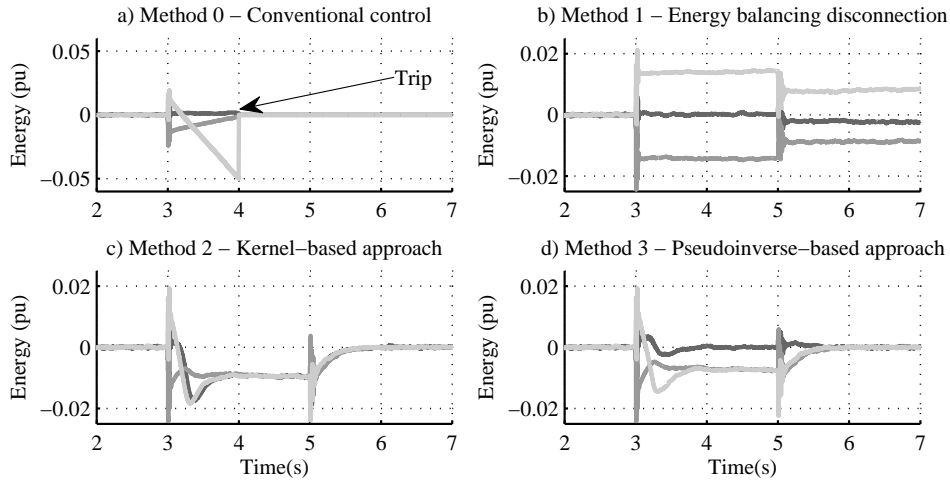 a) Method 0 − Conventional control
Energy (pu)
0.05
0
−0.05
Trip
2 3 4 5 6 7
b) Method 1 − Energy balancing disconnection
Energy (pu)
0.02
0
−0.02
2 3 4 5 6 7
c) Method 2 − Kernel−based approach
Energy (pu)
0.02
0
−0.02
2 3 4 5 6 7
Time(s)
d) Method 3 − Pseudoinverse−based approach
Energy (pu)
0.02
0
−0.02
2 3 4 5 6 7
Time(s)